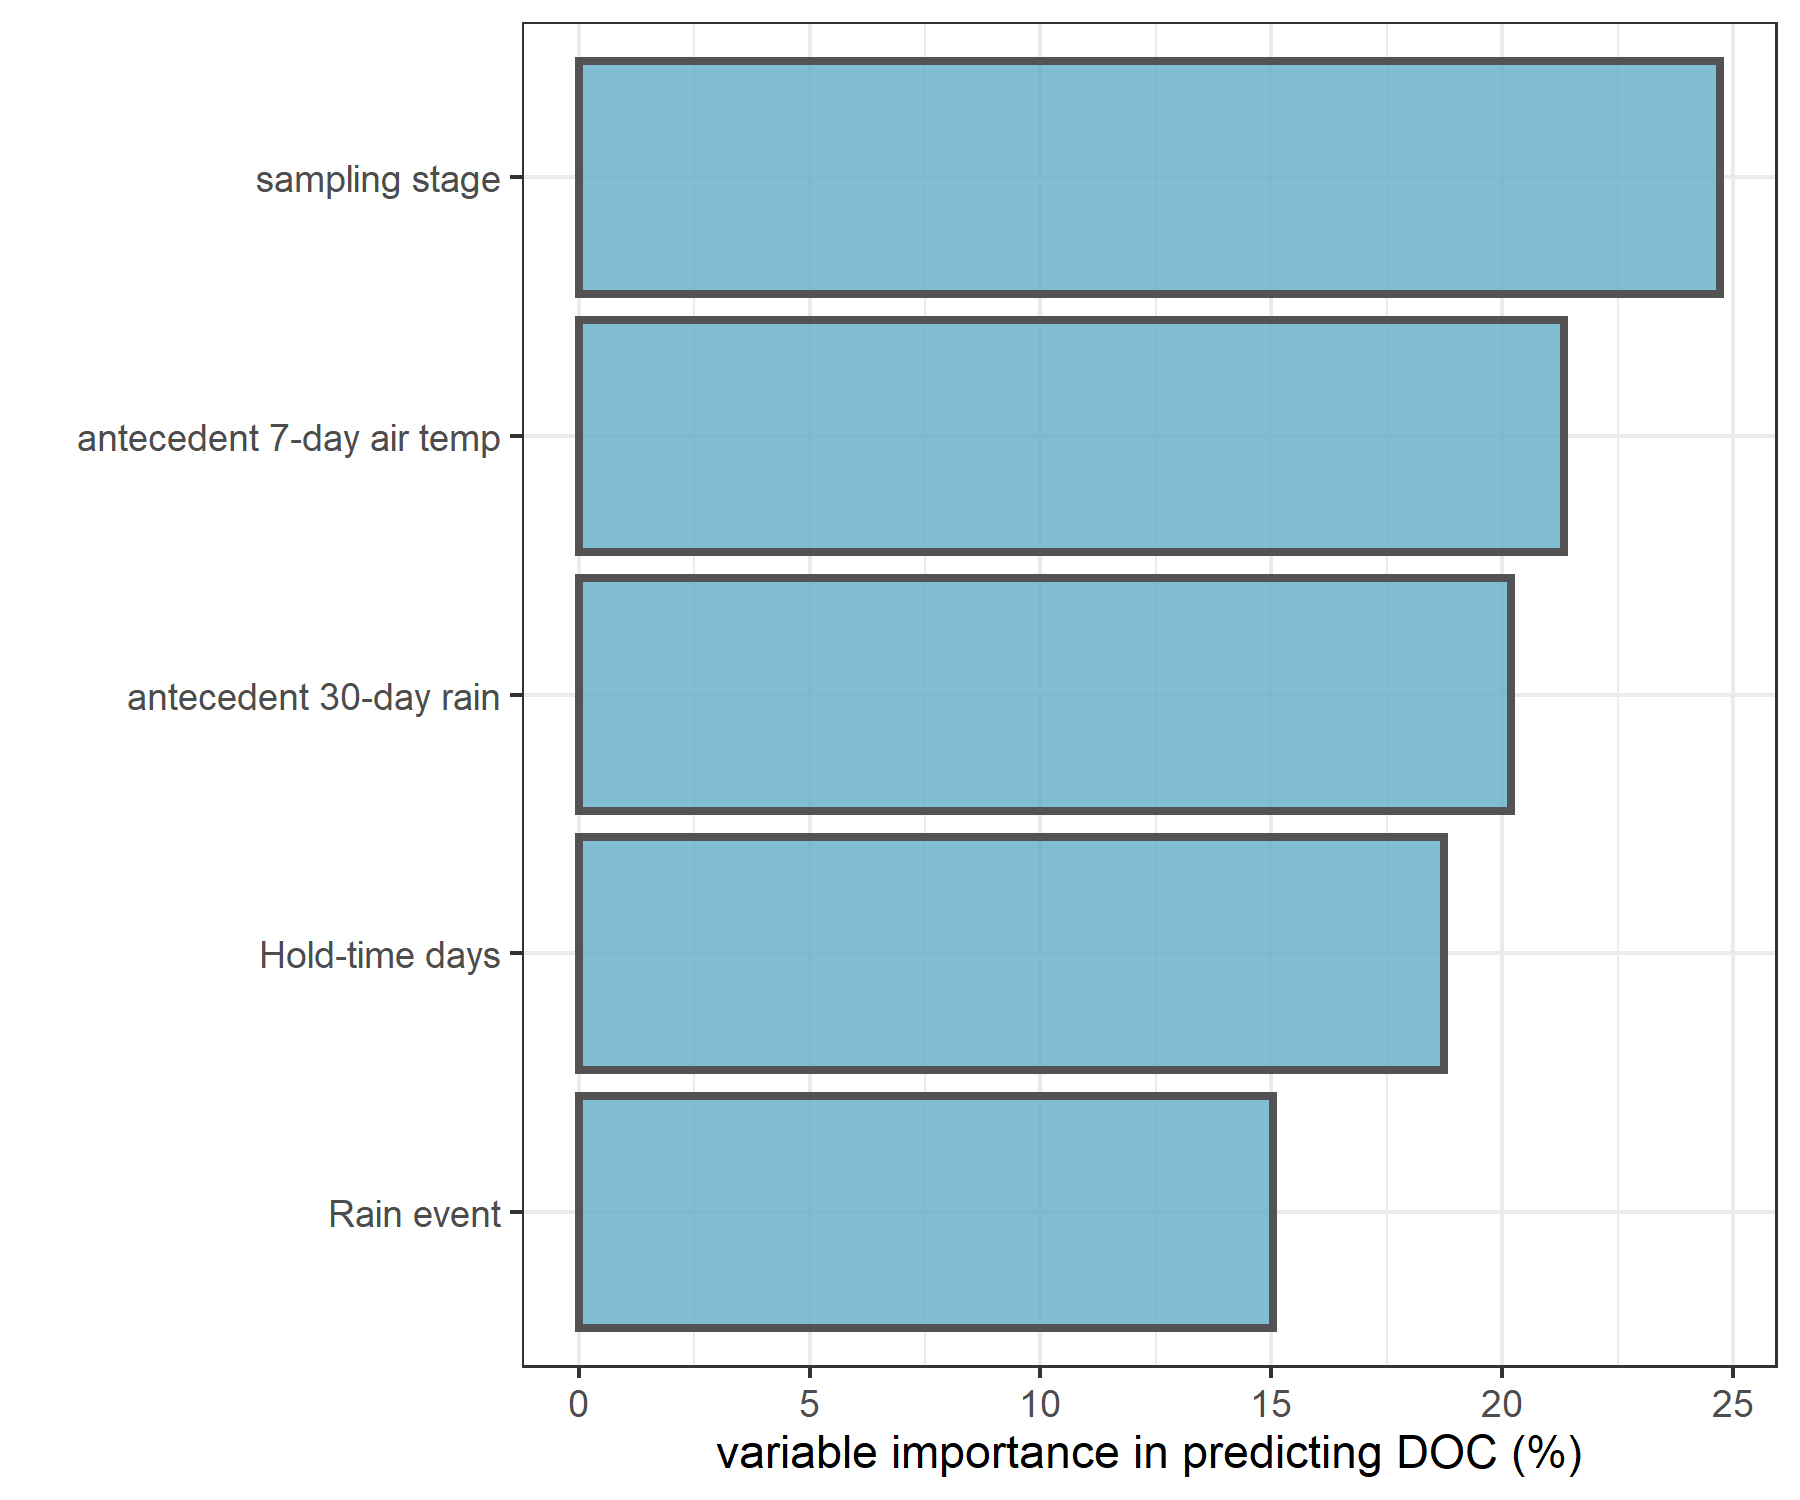 sampling stage
antecedent 7-day air temp
antecedent 30-day rain
Hold-time days
Rain event
0 5 10 15 20 25
variable importance in predicting DOC (%)